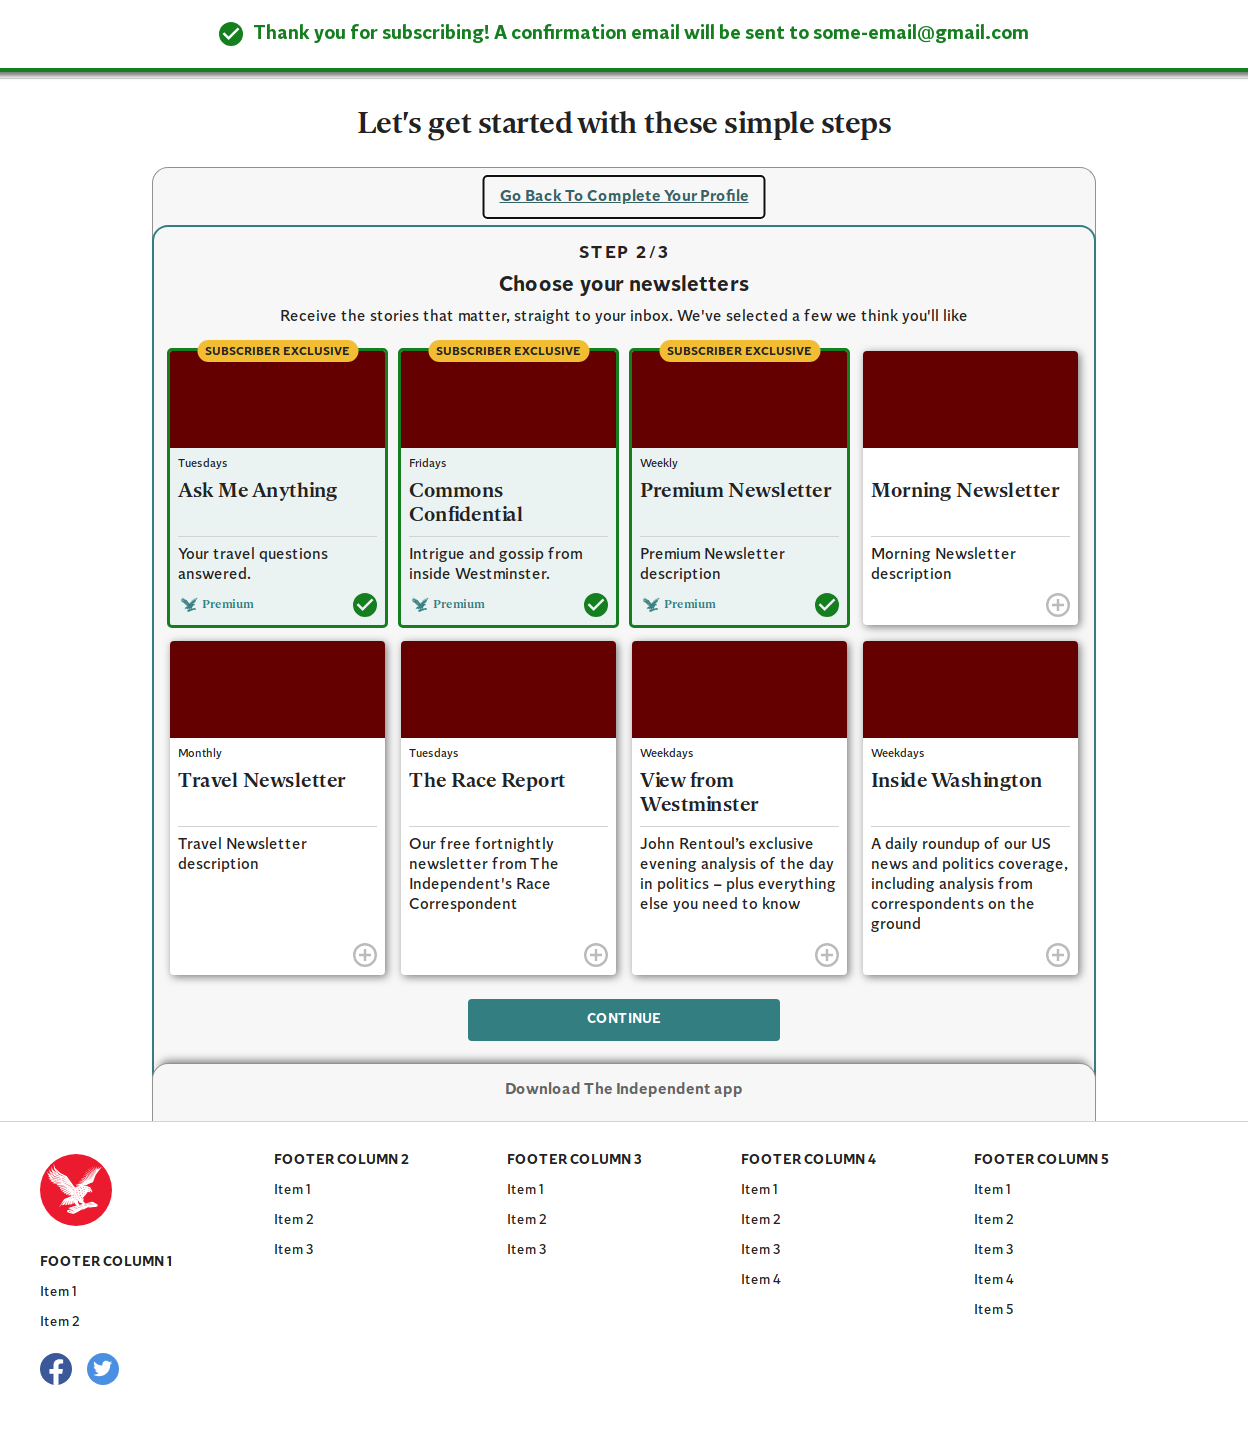 Thank you for subscribing! A confirmation email will be sent to some-email@gmail.com
Let's get started with these simple steps
Go Back To Complete Your Profile
STEP 2/3
Choose your newsletters
Receive the stories that matter, straight to your inbox. We've selected a few we think you'll like
SUBSCRIBER EXCLUSIVE
Tuesdays
Ask Me Anything
Your travel questions
answered.
Premium
SUBSCRIBER EXCLUSIVE
Fridays
Commons
Confidential
Intrigue and gossip from
inside Westminster.
Premium
SUBSCRIBER EXCLUSIVE
Weekly
Premium Newsletter
Premium Newsletter
description
Premium
Morning Newsletter
Morning Newsletter
description
Monthly
Travel Newsletter
Travel Newsletter
description
Tuesdays
The Race Report
Our free fortnightly
newsletter from The
Independent's Race
Correspondent
Weekdays
View from
Westminster
John Rentoul’s exclusive
evening analysis of the day
in politics – plus everything
else you need to know
Weekdays
Inside Washington
A daily roundup of our US
news and politics coverage,
including analysis from
correspondents on the
ground
CONTINUE
Download The Independent app
FOOTER COLUMN 1
Item 1
Item 2
FOOTER COLUMN 2
Item 1
Item 2
Item 3
FOOTER COLUMN 3
Item 1
Item 2
Item 3
FOOTER COLUMN 4
Item 1
Item 2
Item 3
Item 4
FOOTER COLUMN 5
Item 1
Item 2
Item 3
Item 4
Item 5